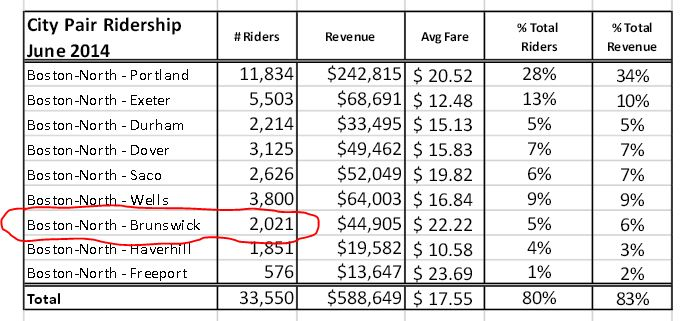 City Pair Ridership
June 2014 # Riders Revenue Avg Fare % Total Riders % Total Revenue
Boston-North - Portland 11,834 $242,815 $ 20.52 28% 34%
Boston-North - Exeter 5,503 $68,691 $ 12.48 13% 10%
Boston-North - Durham 2,214 $33,495 $ 15.13 5% 5%
Boston-North - Dover 3,125 $49,462 $ 15.83 7% 7%
Boston-North - Saco 2,626 $52,049 $ 19.82 6% 7%
Boston-North - Wells 3,800 $64,003 $ 16.84 9% 9%
Boston-North - Brunswick 2,021 $44,905 $ 22.22 5% 6%
Boston-North - Haverhill 1,851 $19,582 $ 10.58 4% 3%
Boston-North - Freeport 576 $13,647 $ 23.69 1% 2%
Total 33,550 $588,649 $ 17.55 80% 83%